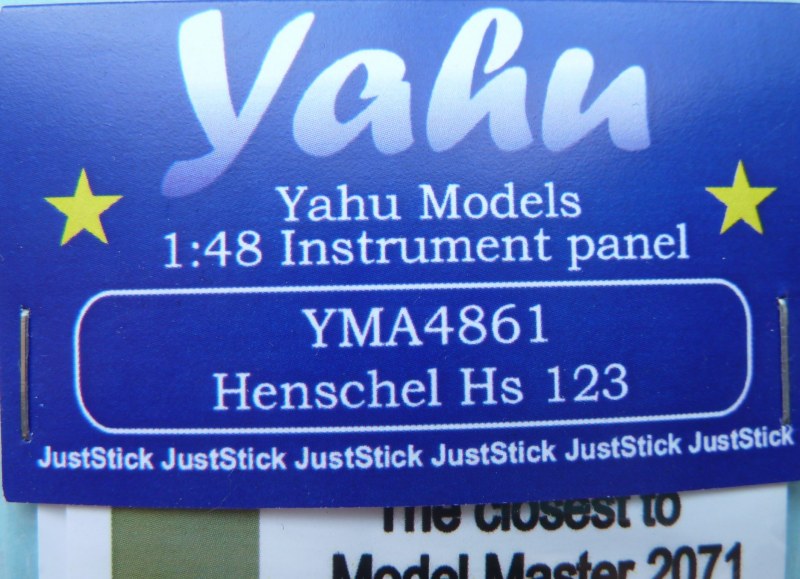 Yahu
Yahu Models
1:48 Instrument panel
YMA4861
Henschel Hs 123
JustStick JustStick JustStick JustStick JustStick JustStick
The closest to
Model Master 2071